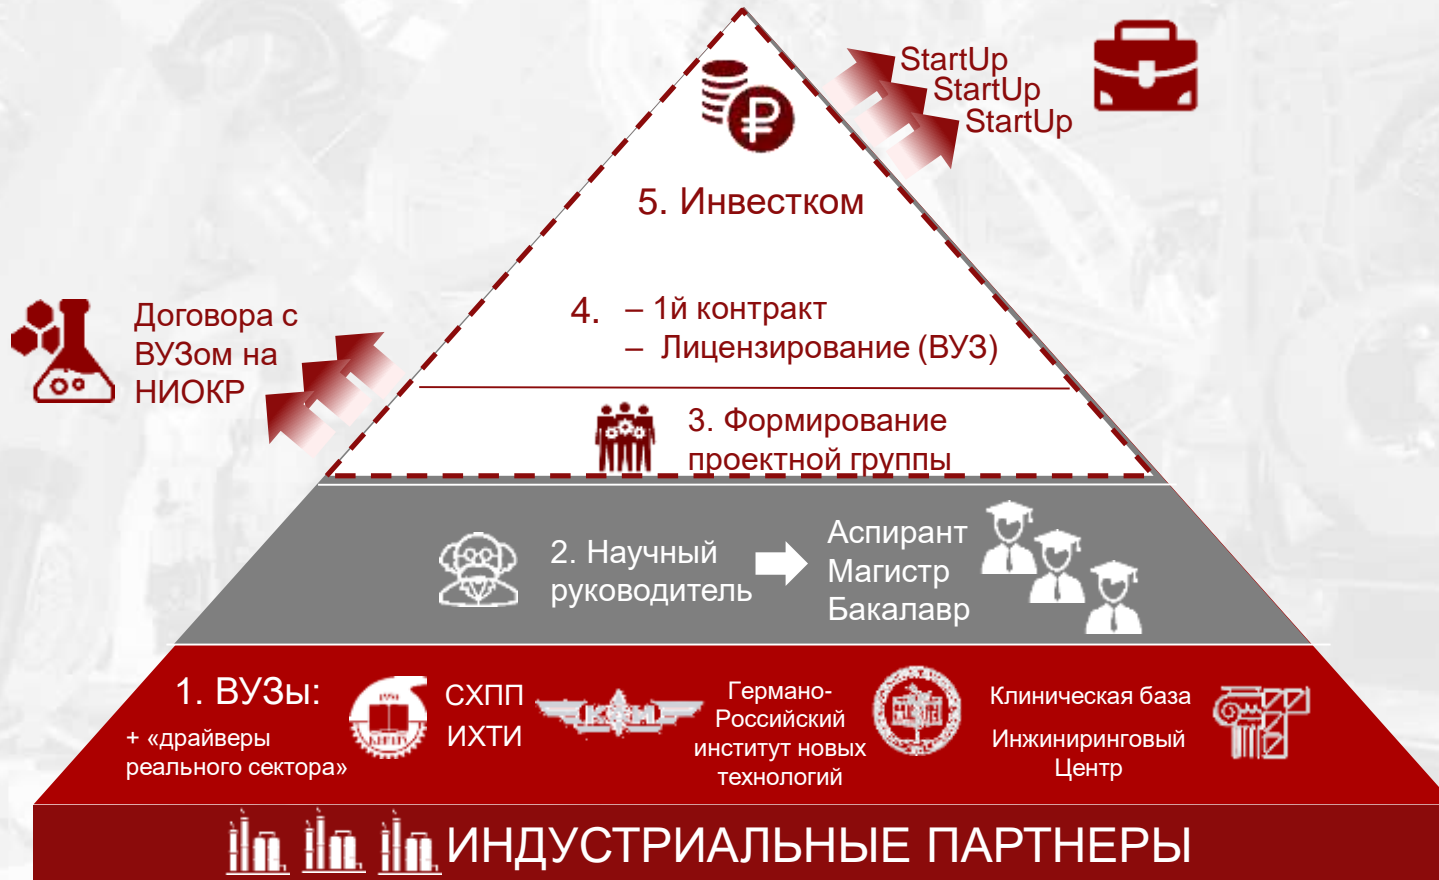 StartUp
StartUp
StartUp
5. Инвестком
Договора с
ВУЗом на
НИОКР
4. – 1й контракт
– Лицензирование (ВУЗ)
3. Формирование
проектной группы
2. Научный
руководитель
Аспирант
Магистр
Бакалавр
1. ВУЗы:
+ «драйверы
реального сектора»
СХПП
ИХТИ
Германо-
Российский
институт новых
технологий
Клиническая база
Инжиниринговый
Центр
ИНДУСТРИАЛЬНЫЕ ПАРТНЕРЫ